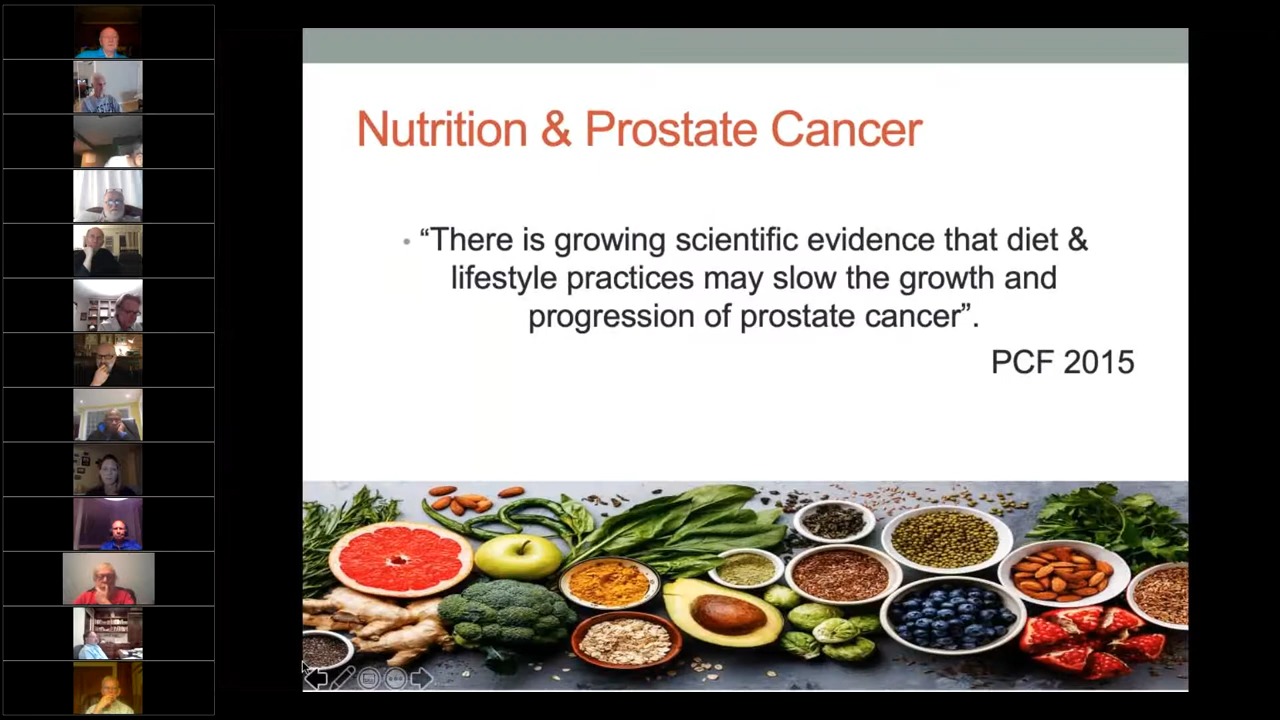 Nutrition & Prostate Cancer
• “There is growing scientific evidence that diet &
lifestyle practices may slow the growth and
progression of prostate cancer”.
PCF 2015